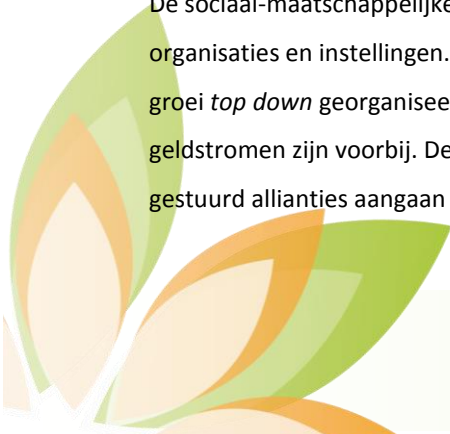 De sociaal-maatschappelijke
organisaties en instellingen.
groei top down georganisee
geldstromen zijn voorbij. De
gestuurd allianties aangaan